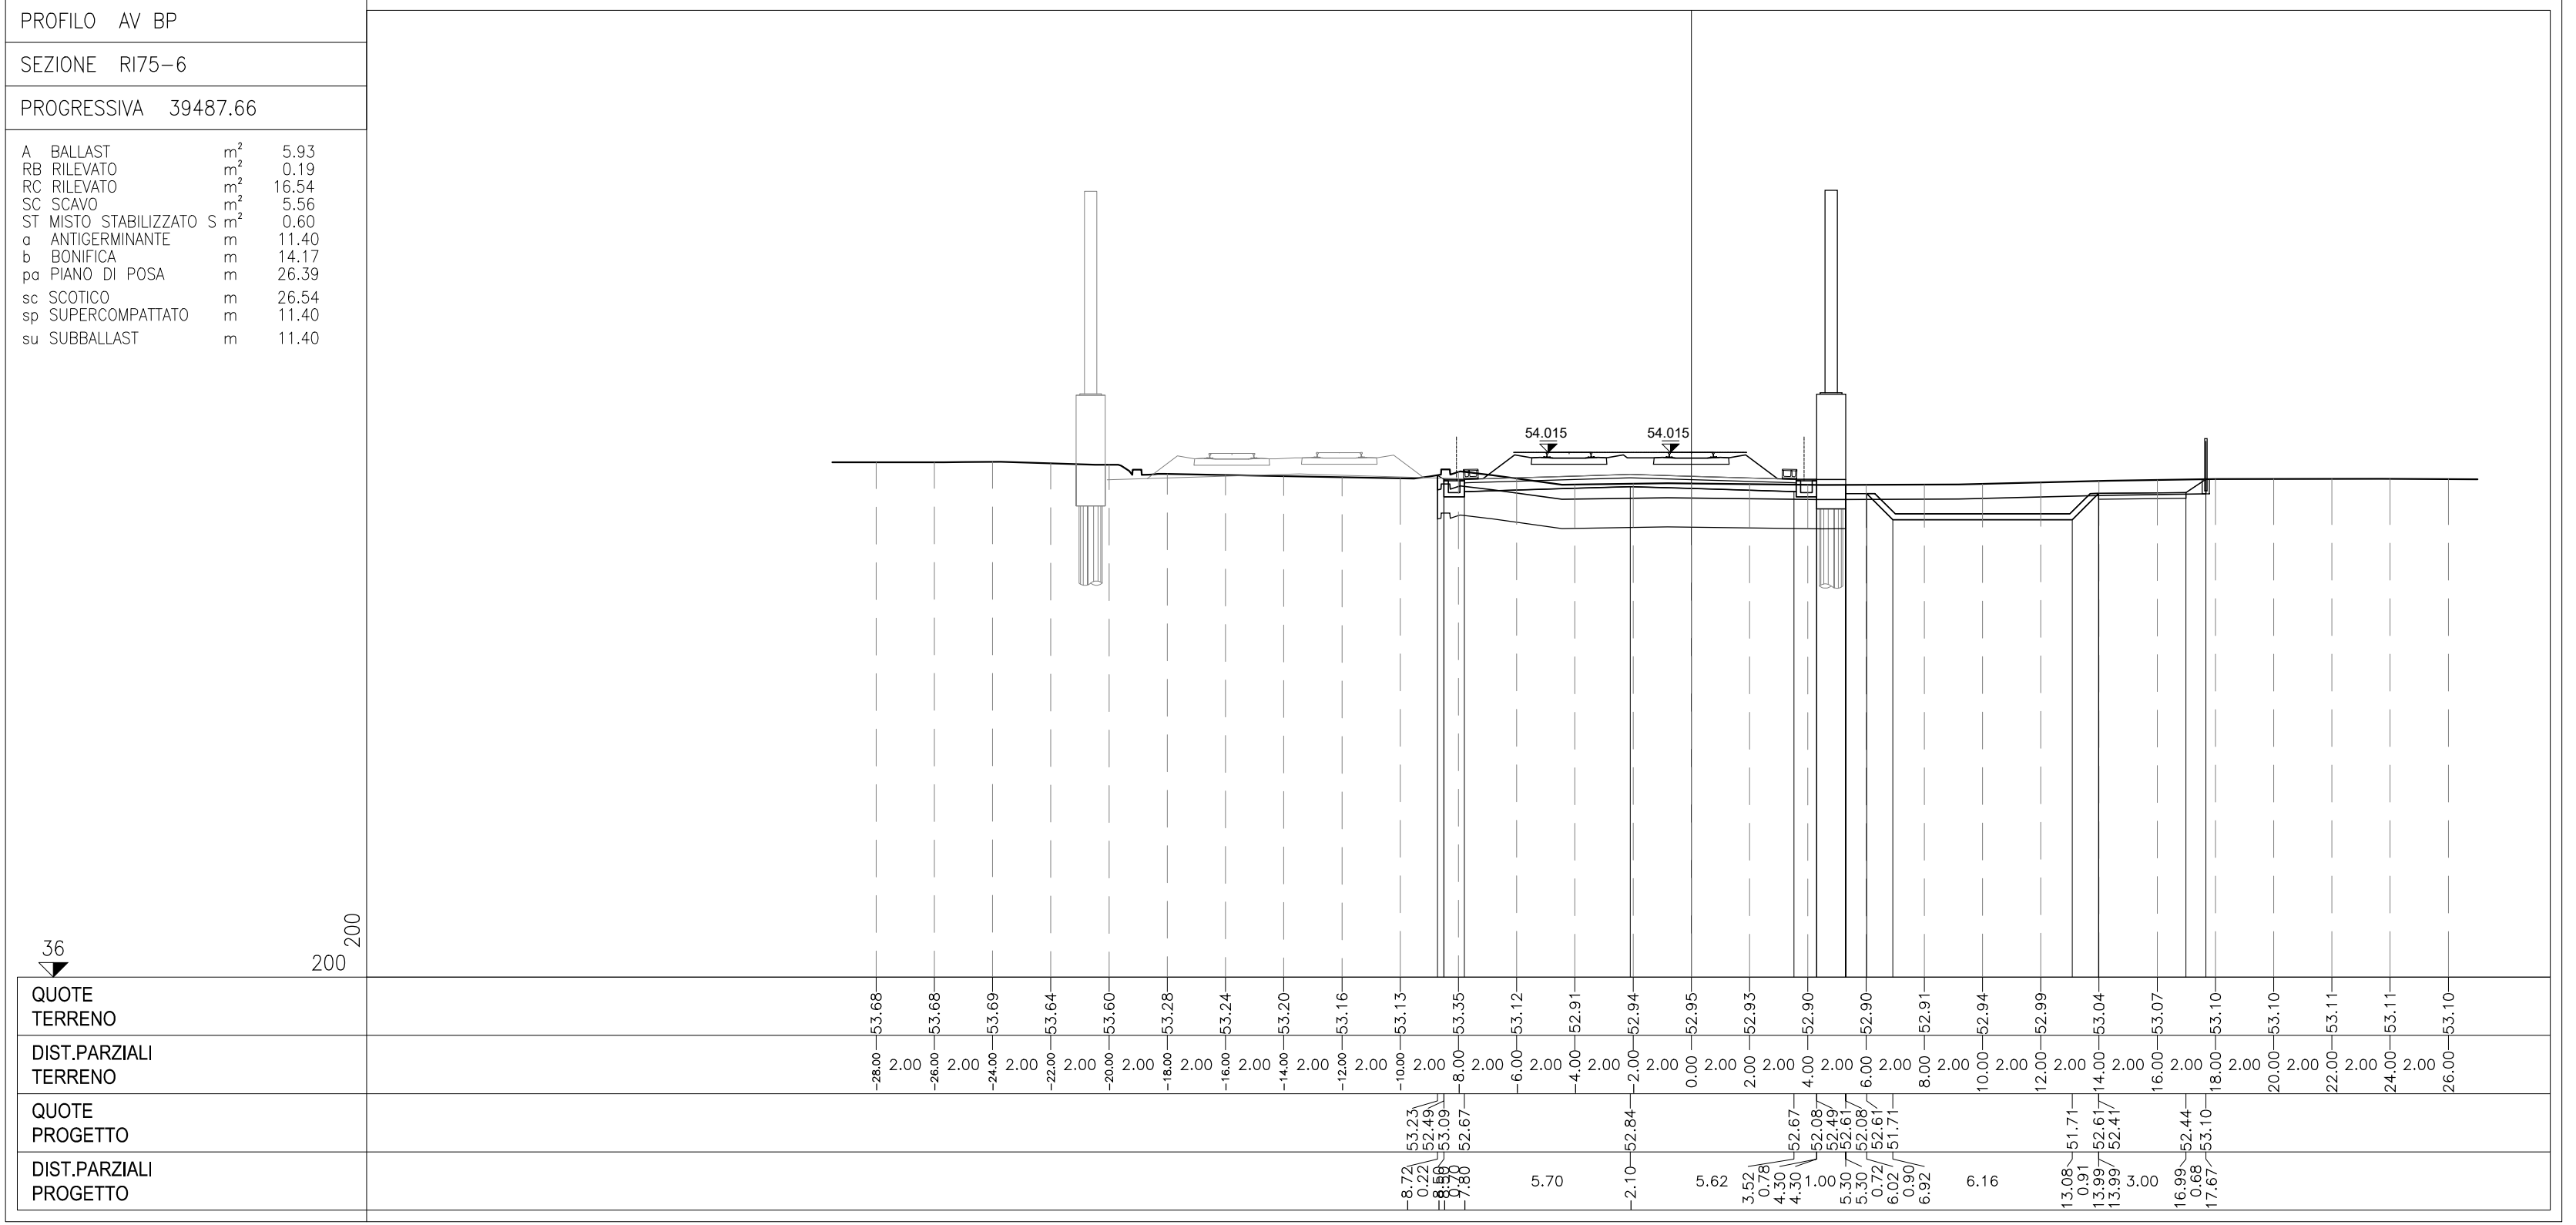 PROFILO AV BP
SEZIONE RI75-6
PROGRESSIVA 39487.66
A BALLAST m² 5.93
RB RILEVATO m² 0.19
RC RILEVATO m² 16.54
SC SCAVO m² 5.56
ST MISTO STABILIZZATO S m² 0.60
a ANTIGERMINANTE m 11.40
b BONIFICA m 14.17
pa PIANO DI POSA m 26.39
sc SCOTICO m 26.54
sp SUPERCOMPATTATO m 11.40
su SUBBALLAST m 11.40
54.015 54.015
36
200
200
QUOTE TERRENO
53.68 53.68 53.69 53.64 53.60 53.28 53.24 53.20 53.16 53.13 53.35 53.12 52.91 52.94 52.95 52.93 52.90 52.90 52.91 52.94 52.99 53.04 53.07 53.10 53.10 53.11 53.11 53.10
DIST.PARZIALI TERRENO
-28.00 2.00 -26.00 2.00 -24.00 2.00 -22.00 2.00 -20.00 2.00 -18.00 2.00 -16.00 2.00 -14.00 2.00 -12.00 2.00 -10.00 2.00 -8.00 2.00 -6.00 2.00 -4.00 2.00 -2.00 2.00 0.00 2.00 2.00 2.00 4.00 2.00 6.00 2.00 8.00 2.00 10.00 2.00 12.00 2.00 14.00 2.00 16.00 2.00 18.00 2.00 20.00 2.00 22.00 2.00 24.00 2.00 26.00
QUOTE PROGETTO
53.23 52.49 53.09 52.67 52.84 52.67 52.08 52.49 52.61 52.08 52.61 51.71 51.71 52.61 52.41 52.44 53.10
DIST.PARZIALI PROGETTO
-8.72 0.22 -8.50 -8.50 0.70 -7.80 5.70 -2.10 5.62 3.52 0.78 4.30 4.30 1.00 5.30 5.30 0.72 6.02 0.90 6.92 6.16 13.08 0.91 13.99 13.99 3.00 16.99 0.68 17.67